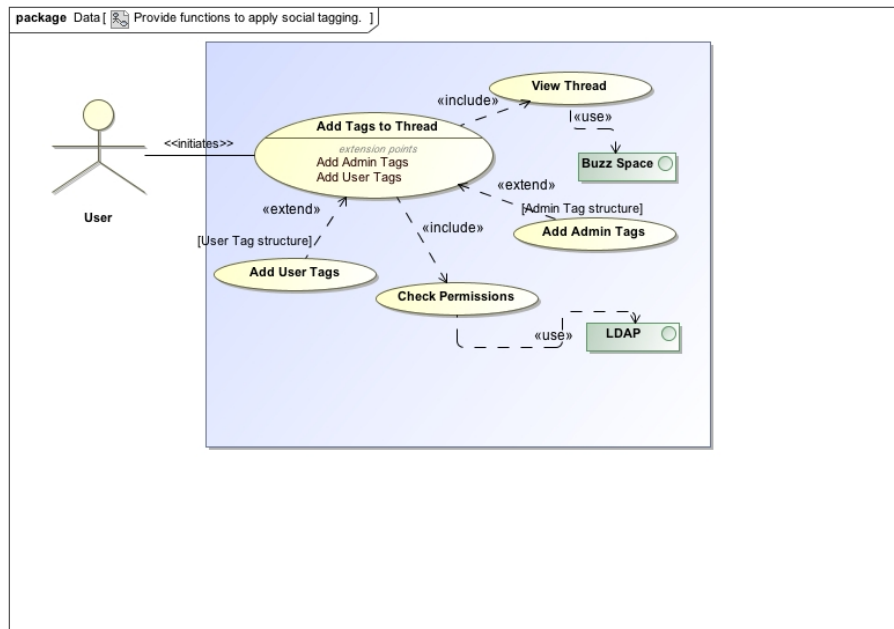 package Data [ Provide functions to apply social tagging. ]
View Thread
«include»
Add Tags to Thread
«use»
<<initiates>>
extension points
Add Admin Tags
Add User Tags
Buzz Space
«extend»
«extend»
[Admin Tag structure]
User
«include»
Add Admin Tags
[User Tag structure]
Add User Tags
Check Permissions
«use»
LDAP